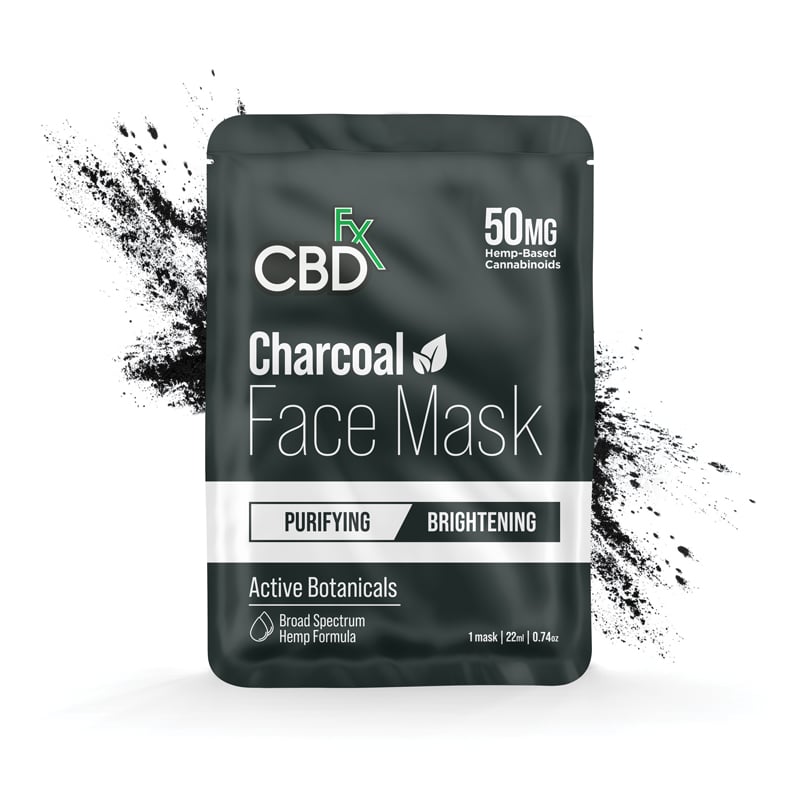 CBD FX
50MG
Hemp-Based
Cannabinoids
Charcoal
Face Mask
PURIFYING BRIGHTENING
Active Botanicals
Broad Spectrum
Hemp Formula
1 mask | 22ml | 0.74oz